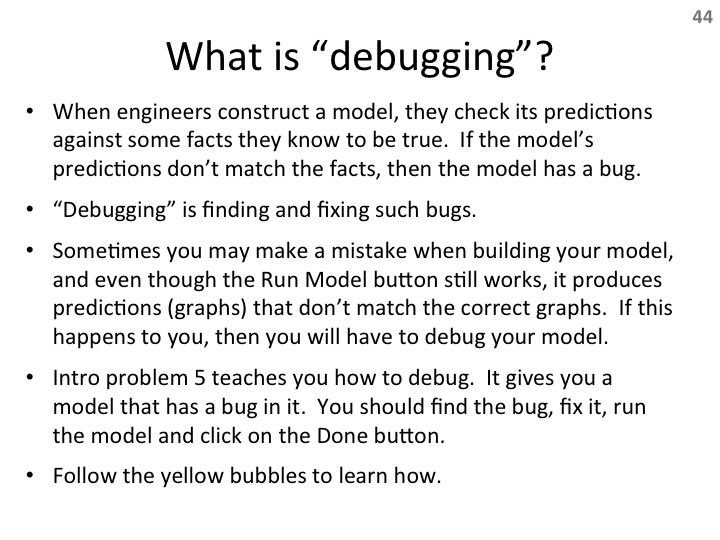 44
What is “debugging”?
• When engineers construct a model, they check its predictions
against some facts they know to be true.  If the model’s
predictions don’t match the facts, then the model has a bug.
• “Debugging” is finding and fixing such bugs.
• Sometimes you may make a mistake when building your model,
and even though the Run Model button still works, it produces
predictions (graphs) that don’t match the correct graphs.  If this
happens to you, then you will have to debug your model.
• Intro problem 5 teaches you how to debug.  It gives you a
model that has a bug in it.  You should find the bug, fix it, run
the model and click on the Done button.
• Follow the yellow bubbles to learn how.